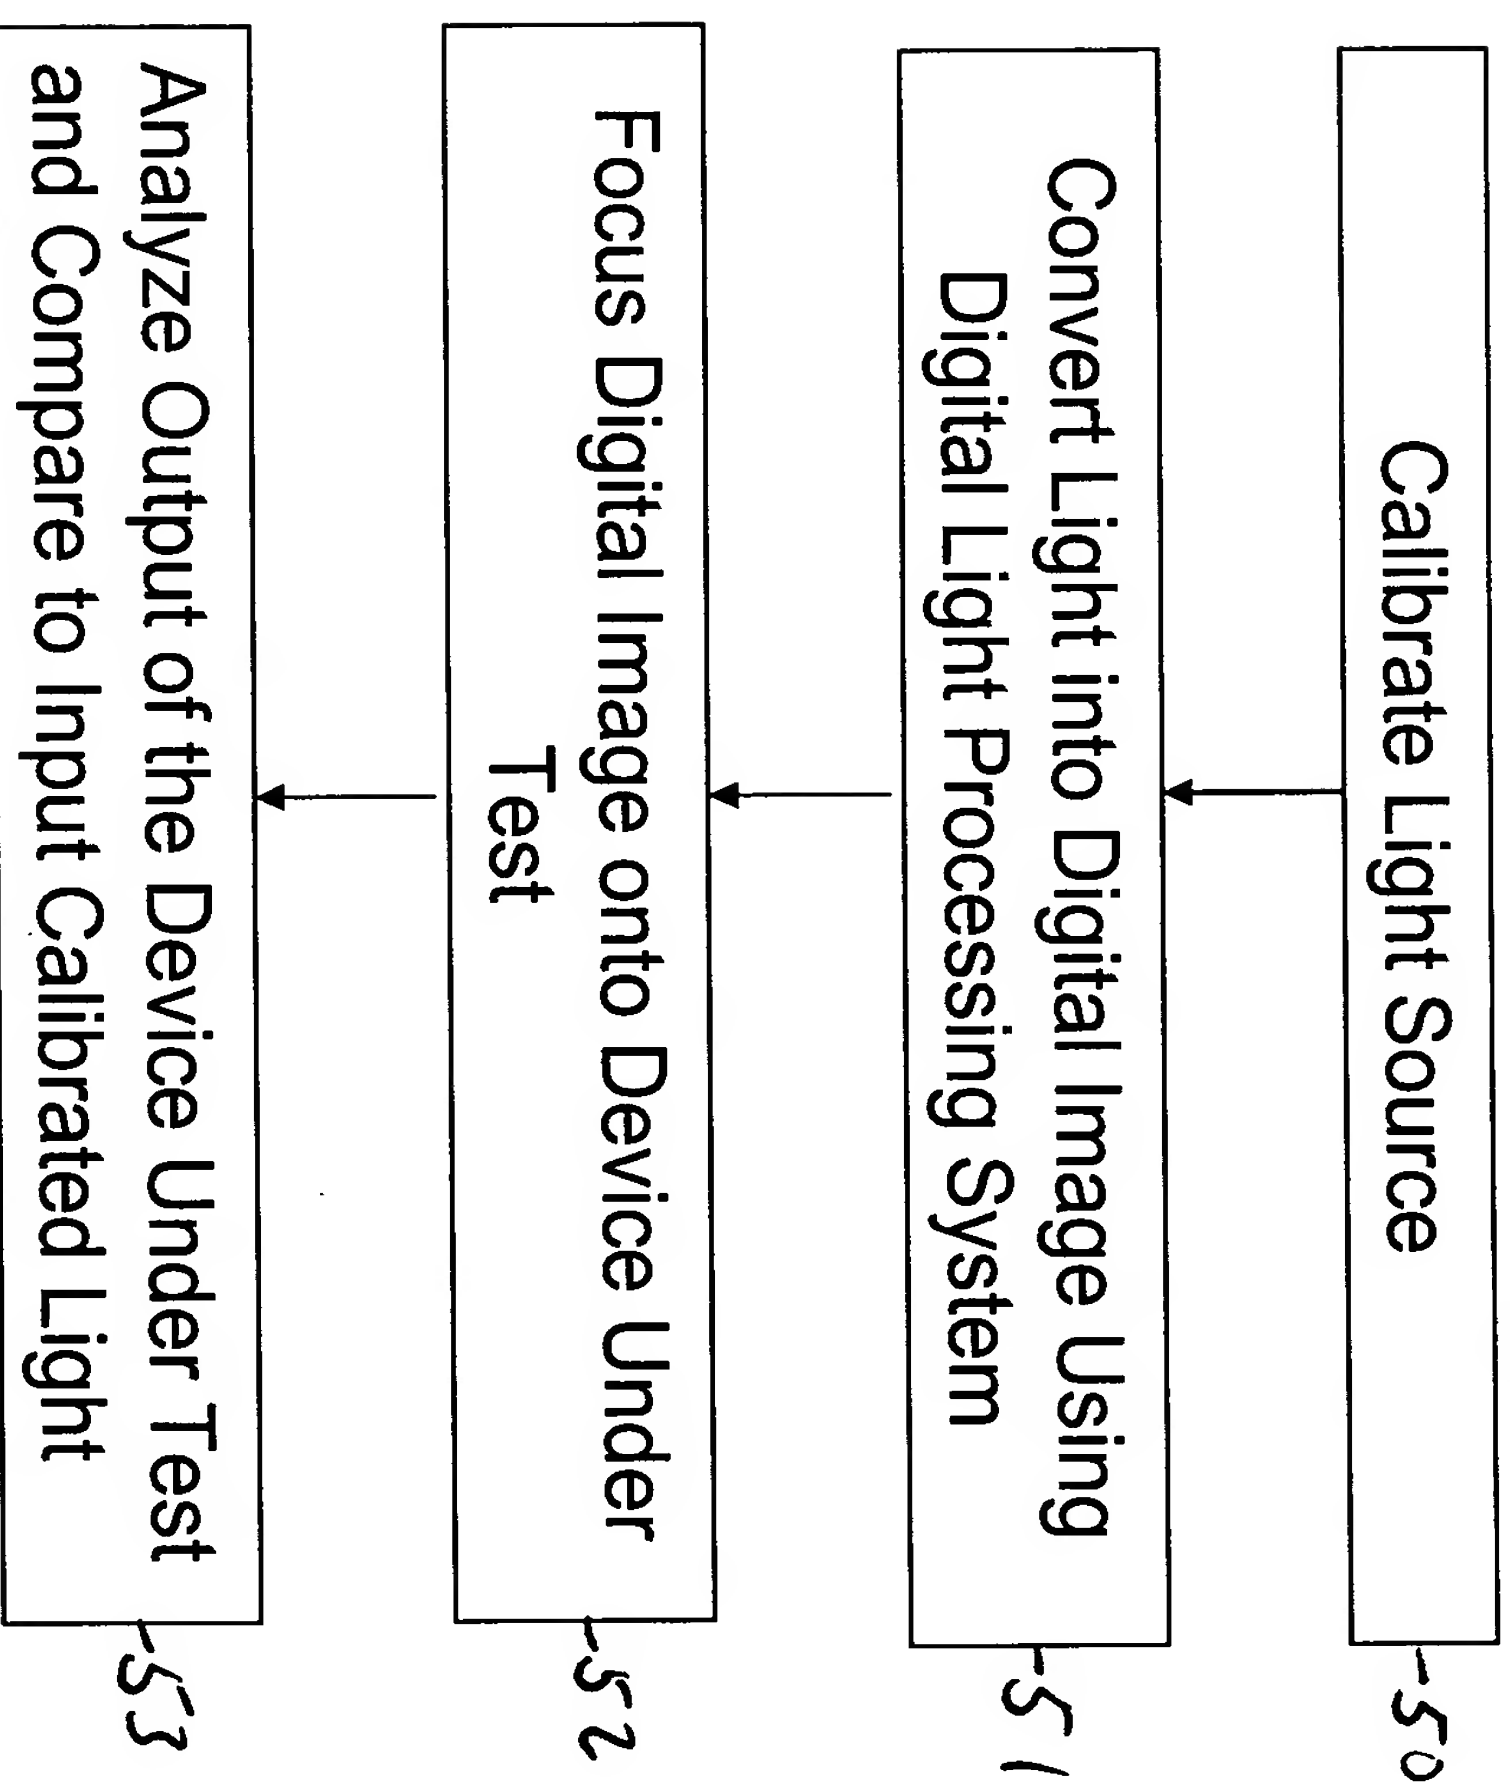 Calibrate Light Source
50
Convert Light into Digital Image Using
Digital Light Processing System
51
Focus Digital Image onto Device Under
Test
52
Analyze Output of the Device Under Test
and Compare to Input Calibrated Light
53